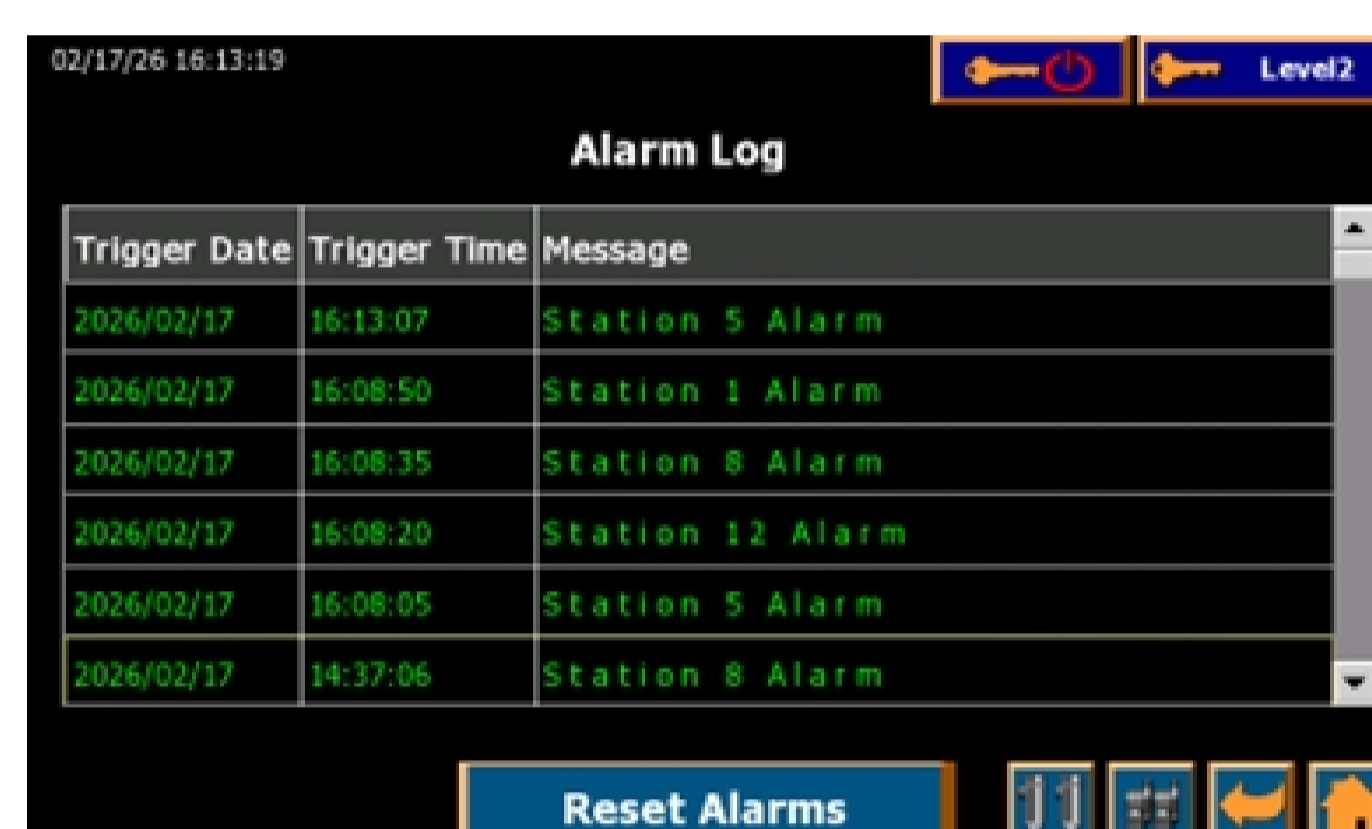 02/17/26 16:13:19
Level2
Alarm Log
Trigger Date Trigger Time Message
2026/02/17 16:13:07 Station 5 Alarm
2026/02/17 16:08:50 Station 1 Alarm
2026/02/17 16:08:35 Station 8 Alarm
2026/02/17 16:08:20 Station 12 Alarm
2026/02/17 16:08:05 Station 5 Alarm
2026/02/17 14:37:06 Station 8 Alarm
Reset Alarms